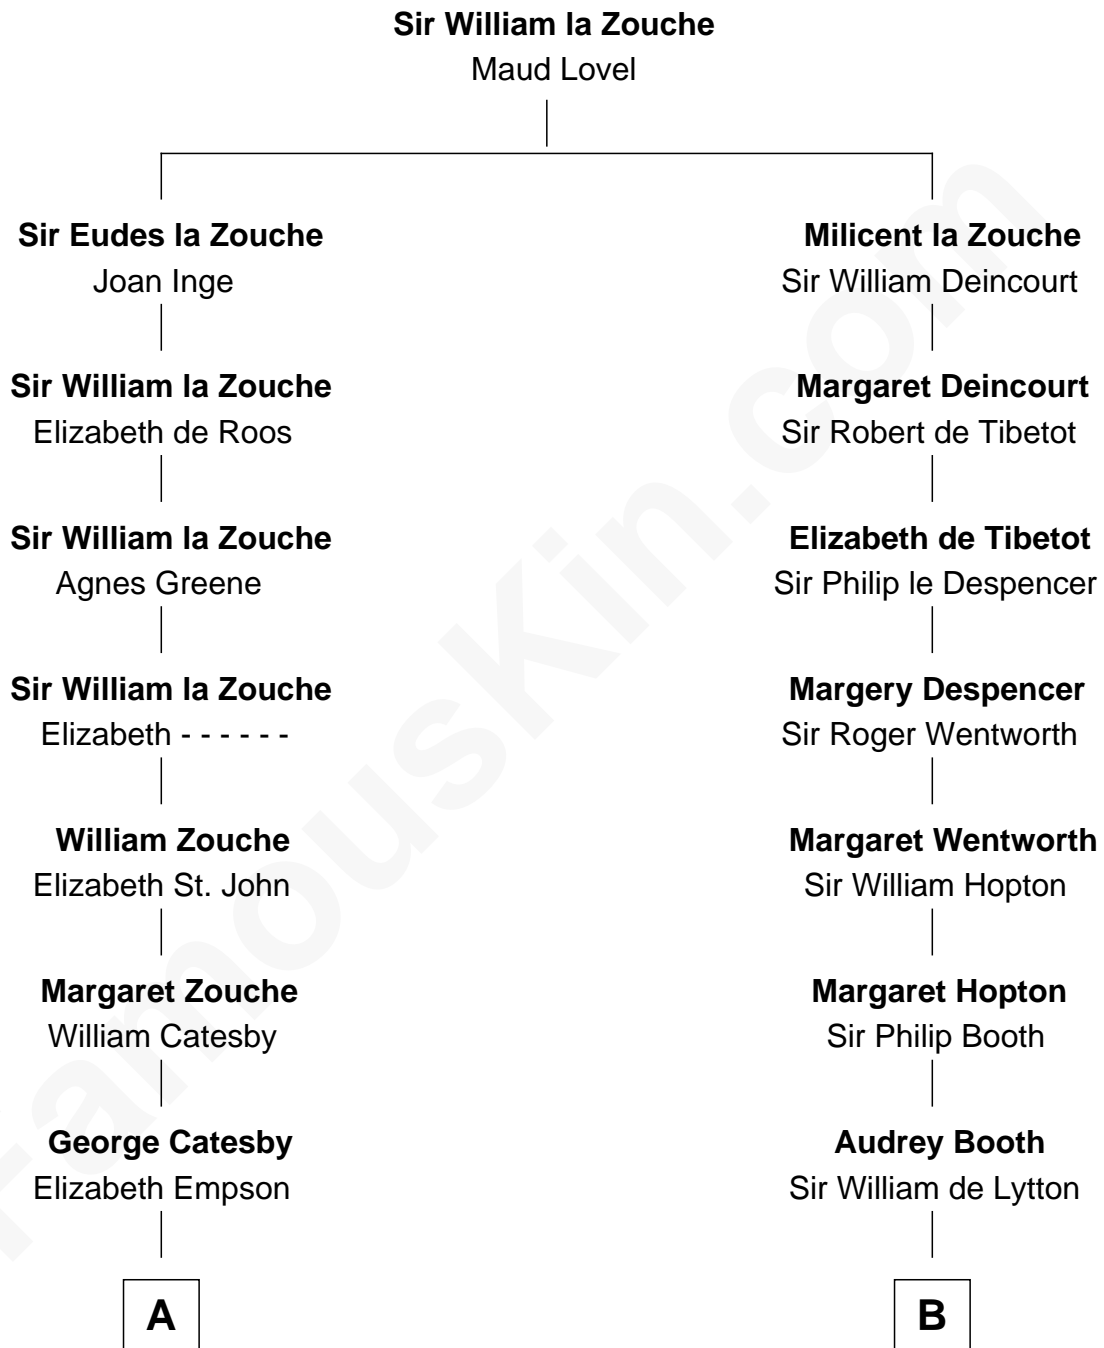 Sir William la Zouche
Maud Lovel
Sir Eudes la Zouche
Joan Inge
Milicent la Zouche
Sir William Deincourt
Sir William la Zouche
Elizabeth de Roos
Margaret Deincourt
Sir Robert de Tibetot
Sir William la Zouche
Agnes Greene
Elizabeth de Tibetot
Sir Philip le Despencer
Sir William la Zouche
Elizabeth - - - - - -
Margery Despencer
Sir Roger Wentworth
William Zouche
Elizabeth St. John
Margaret Wentworth
Sir William Hopton
Margaret Zouche
William Catesby
Margaret Hopton
Sir Philip Booth
George Catesby
Elizabeth Empson
Audrey Booth
Sir William de Lytton
A
B
FamousKin.com